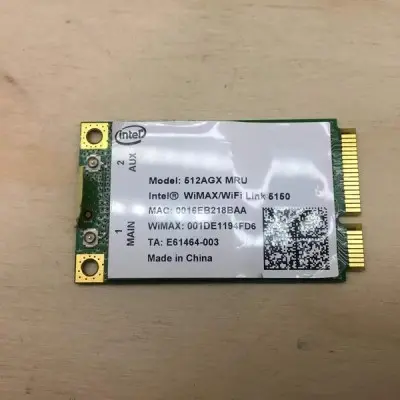 intel
Model: 512AGX MRU
Intel® WiMAX/WiFi Link 5150
MAC: 0016EB218BAA
WiMAX: 001DE1194FD6
TA: E61464-003
Made in China
2 AUX
1 MAIN